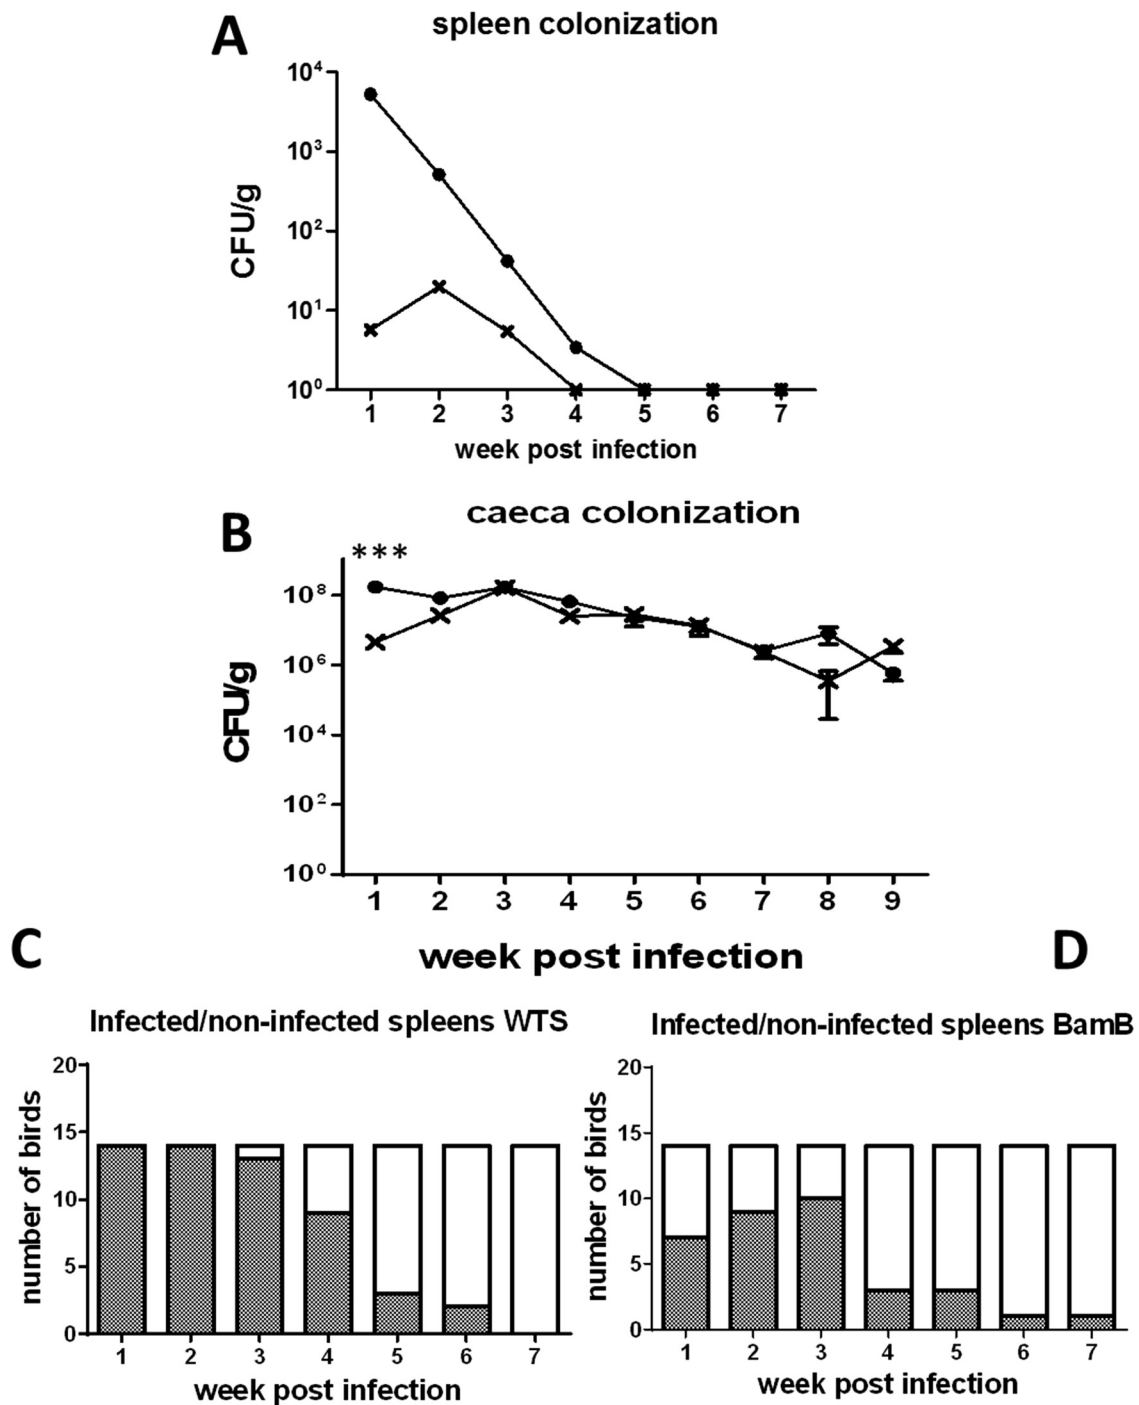 A
spleen colonization
10⁴
10³
10²
10¹
10⁰
CFU/g
1 2 3 4 5 6 7
week post infection
B
caeca colonization
***
10⁸
10⁶
10⁴
10²
10⁰
CFU/g
1 2 3 4 5 6 7 8 9
week post infection
C
Infected/non-infected spleens WTS
20
15
10
5
0
number of birds
1 2 3 4 5 6 7
week post infection
D
Infected/non-infected spleens BamB
20
15
10
5
0
number of birds
1 2 3 4 5 6 7
week post infection